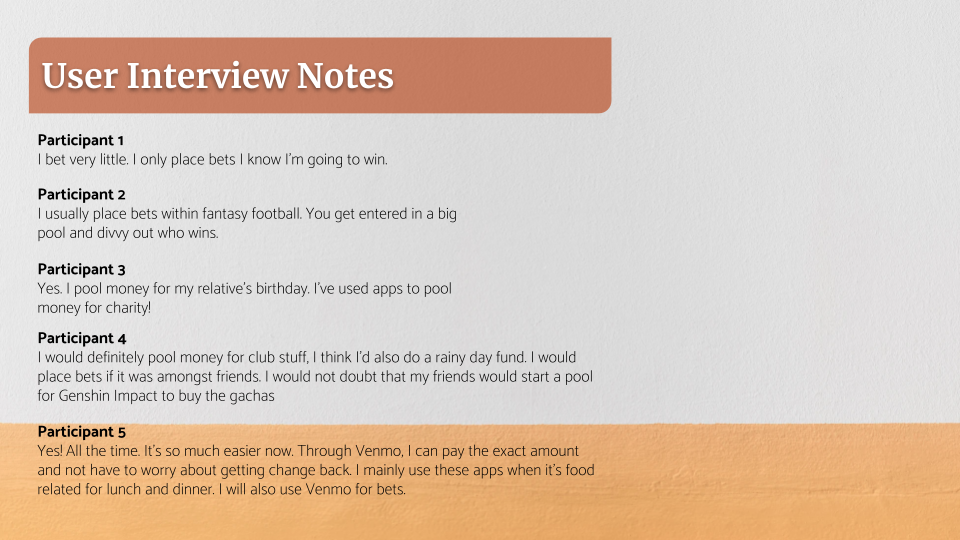 User Interview Notes
Participant 1
I bet very little. I only place bets I know I'm going to win.
Participant 2
I usually place bets within fantasy football. You get entered in a big
pool and divvy out who wins.
Participant 3
Yes. I pool money for my relative's birthday. I've used apps to pool
money for charity!
Participant 4
I would definitely pool money for club stuff, I think I'd also do a rainy day fund. I would
place bets if it was amongst friends. I would not doubt that my friends would start a pool
for Genshin Impact to buy the gachas
Participant 5
Yes! All the time. It's so much easier now. Through Venmo, I can pay the exact amount
and not have to worry about getting change back. I mainly use these apps when it's food
related for lunch and dinner. I will also use Venmo for bets.